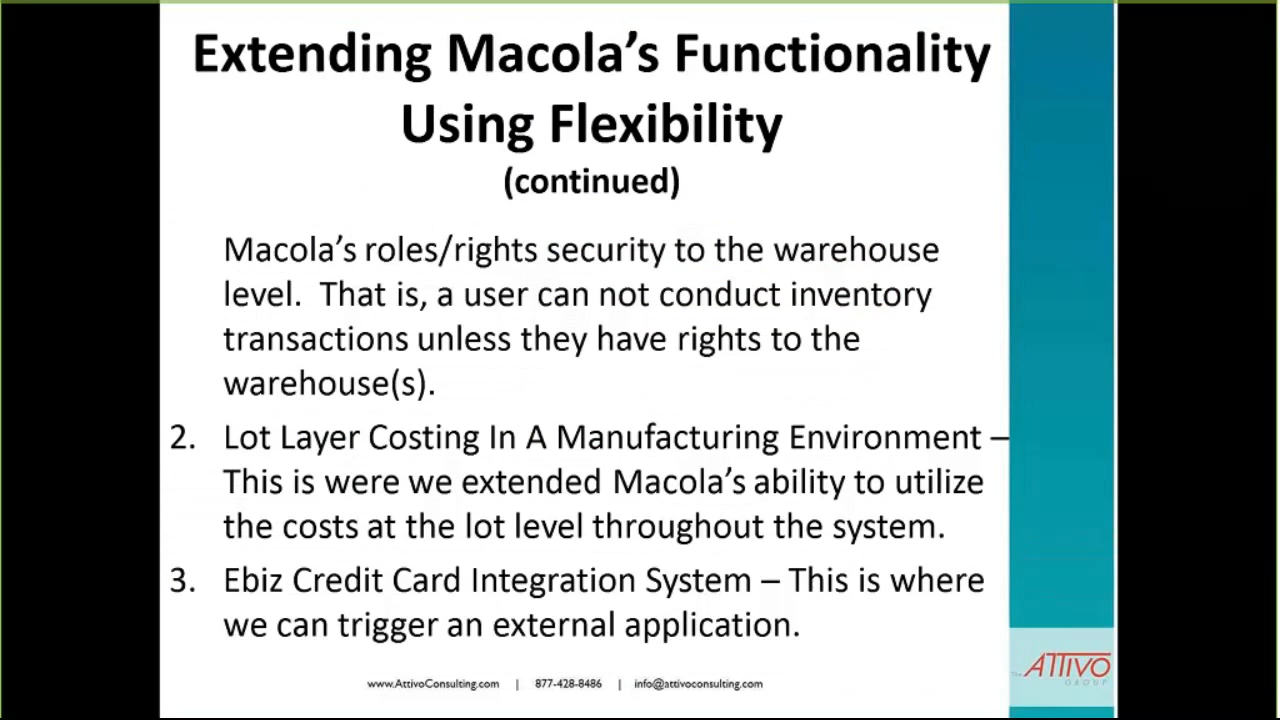 Extending Macola's Functionality
Using Flexibility
(continued)
Macola's roles/rights security to the warehouse
level.  That is, a user can not conduct inventory
transactions unless they have rights to the
warehouse(s).
2. Lot Layer Costing In A Manufacturing Environment –
This is were we extended Macola's ability to utilize
the costs at the lot level throughout the system.
3. Ebiz Credit Card Integration System – This is where
we can trigger an external application.
www.AttivoConsulting.com | 877-428-8486 | info@attivoconsulting.com
The ATTIVO
GROUP